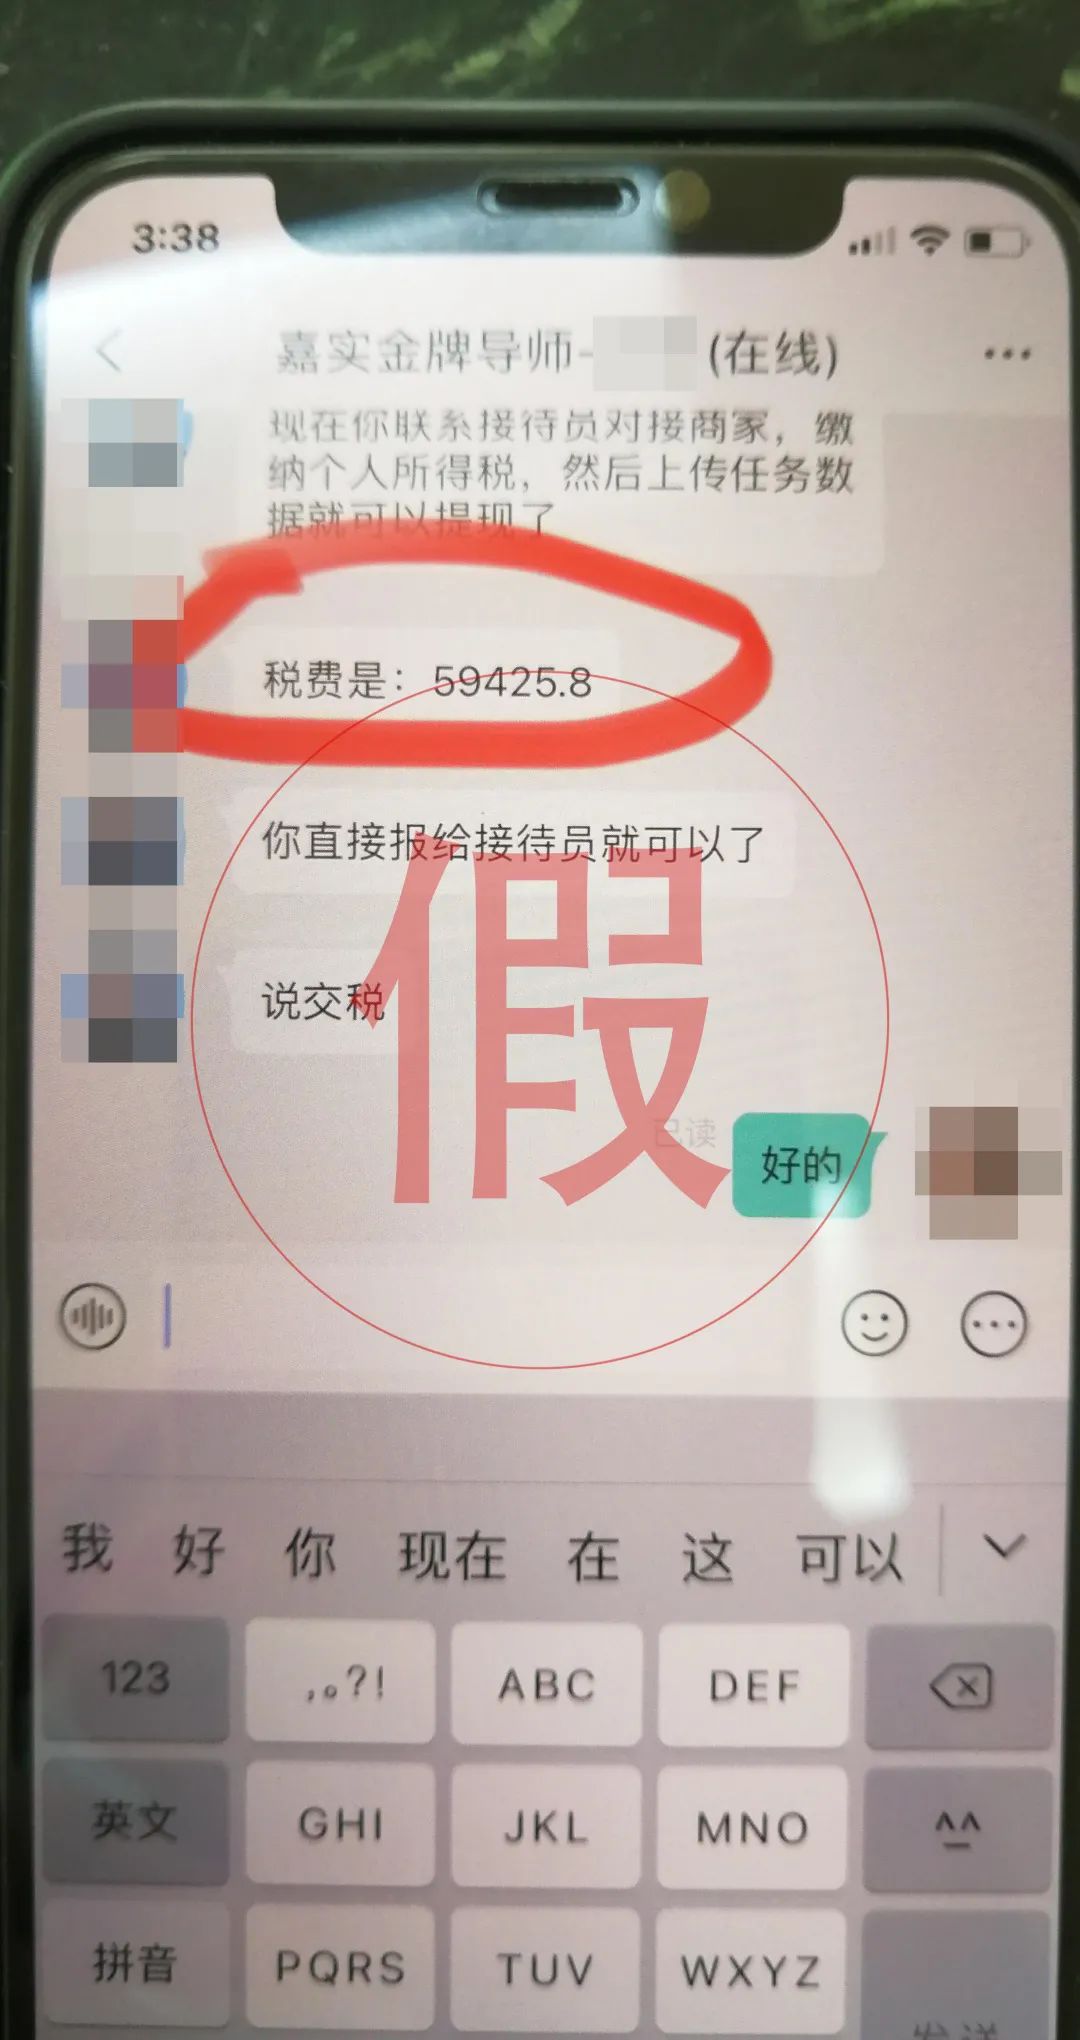 3:38
嘉实金牌导师-
(在线)
现在你联系接待员对接商家，缴
纳个人所得税，然后上传任务数
据就可以提现了
税费是：59425.8
你直接报给接待员就可以了
说交税
假
已读
好的
我 好 你 现在 在 这 可以
123 ,。?! ABC DEF
英文 GHI JKL MNO ^^
拼音 PQRS TUV WXYZ
发送